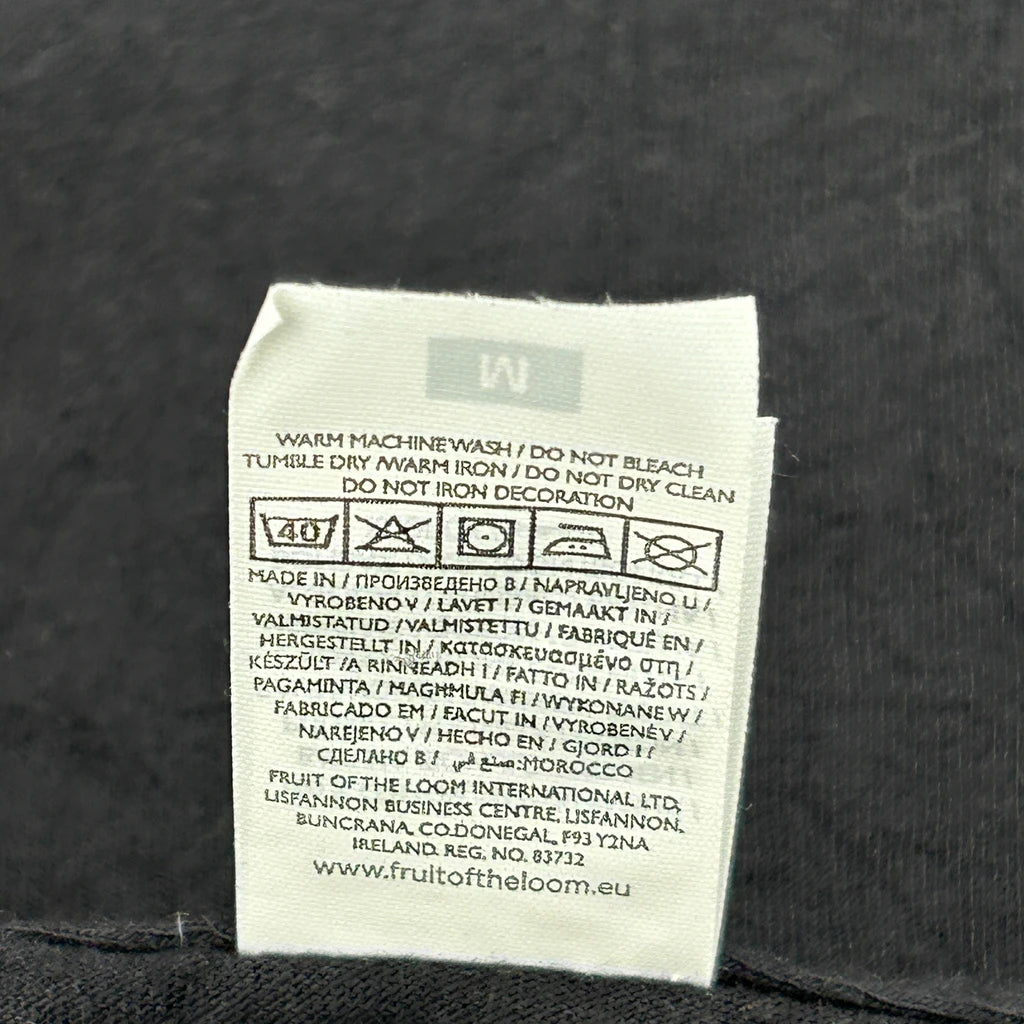 M
WARM MACHINE WASH / DO NOT BLEACH
TUMBLE DRY / WARM IRON / DO NOT DRY CLEAN
DO NOT IRON DECORATION
40
MADE IN / ПРОИЗВЕДЕНО В / NAPRAVLJENO U /
VYROBENO V / LAVET I / GEMAAKT IN /
VALMISTATUD / VALMISTETTU / FABRIQUÉ EN /
HERGESTELLT IN / κατασκευασμένο στη /
KÉSZÜLT / A RINNEADH I / FATTO IN / RAŽOTS /
PAGAMINTA / MAGHMULA FI / WYKONANE W /
FABRICADO EM / FACUT IN / VYROBENÉ V /
NAREJENO V / HECHO EN / GJORD I /
СДЕЛАНО В / صنع في: MOROCCO
FRUIT OF THE LOOM INTERNATIONAL LTD,
LISFANNON BUSINESS CENTRE, LISFANNON,
BUNCRANA, CO.DONEGAL, F93 Y2NA
IRELAND. REG. NO. 83732
www.fruitoftheloom.eu